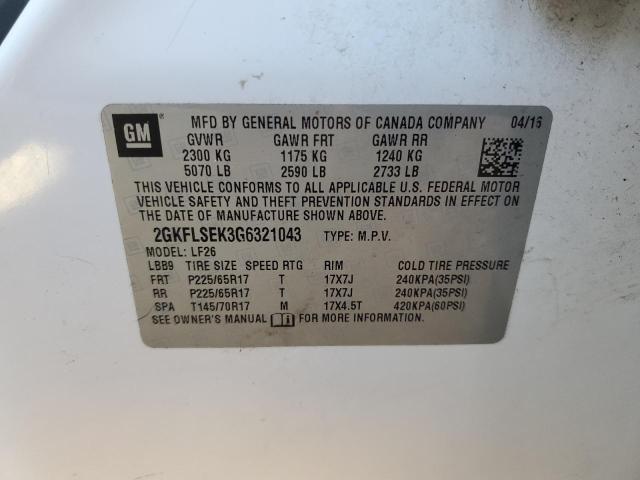 GM ® MFD BY GENERAL MOTORS OF CANADA COMPANY 04/16
GVWR GAWR FRT GAWR RR
2300 KG 1175 KG 1240 KG
5070 LB 2590 LB 2733 LB
THIS VEHICLE CONFORMS TO ALL APPLICABLE U.S. FEDERAL MOTOR
VEHICLE SAFETY, BUMPER, AND THEFT PREVENTION STANDARDS IN EFFECT
ON THE DATE OF MANUFACTURE SHOWN ABOVE.
2GKFLSEK3G6321043 TYPE: M.P.V.
MODEL: LF26
LBB9 TIRE SIZE SPEED RTG RIM COLD TIRE PRESSURE
FRT P225/65R17 T 17X7J 240KPA(35PSI)
RR P225/65R17 T 17X7J 240KPA(35PSI)
SPA T145/70R17 M 17X4.5T 420KPA(60PSI)
SEE OWNER'S MANUAL FOR MORE INFORMATION.